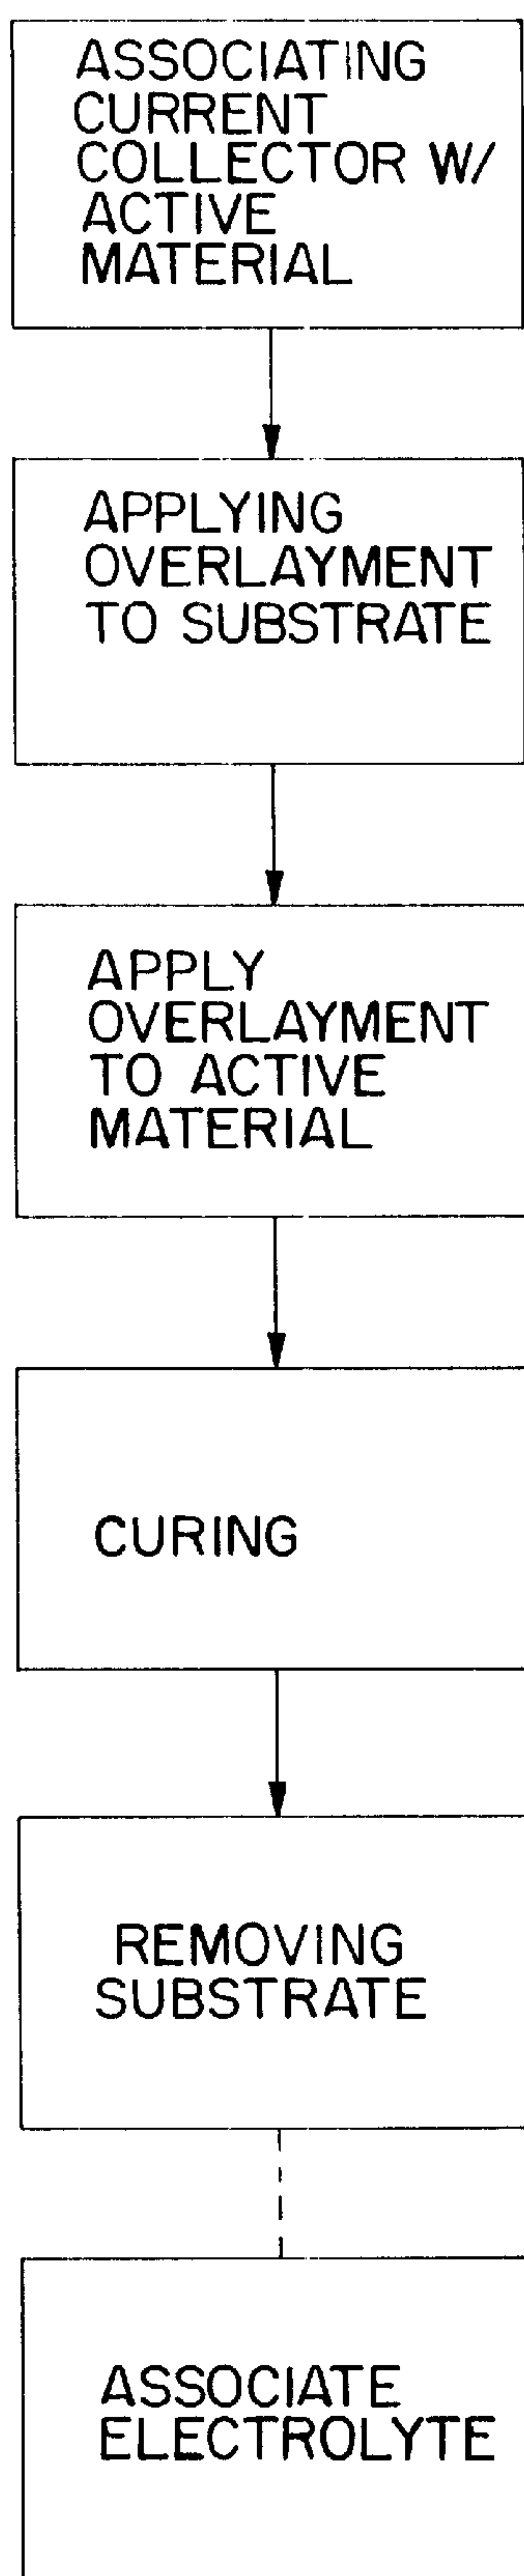 ASSOCIATING
CURRENT
COLLECTOR W/
ACTIVE
MATERIAL
APPLYING
OVERLAYMENT
TO SUBSTRATE
APPLY
OVERLAYMENT
TO ACTIVE
MATERIAL
CURING
REMOVING
SUBSTRATE
ASSOCIATE
ELECTROLYTE